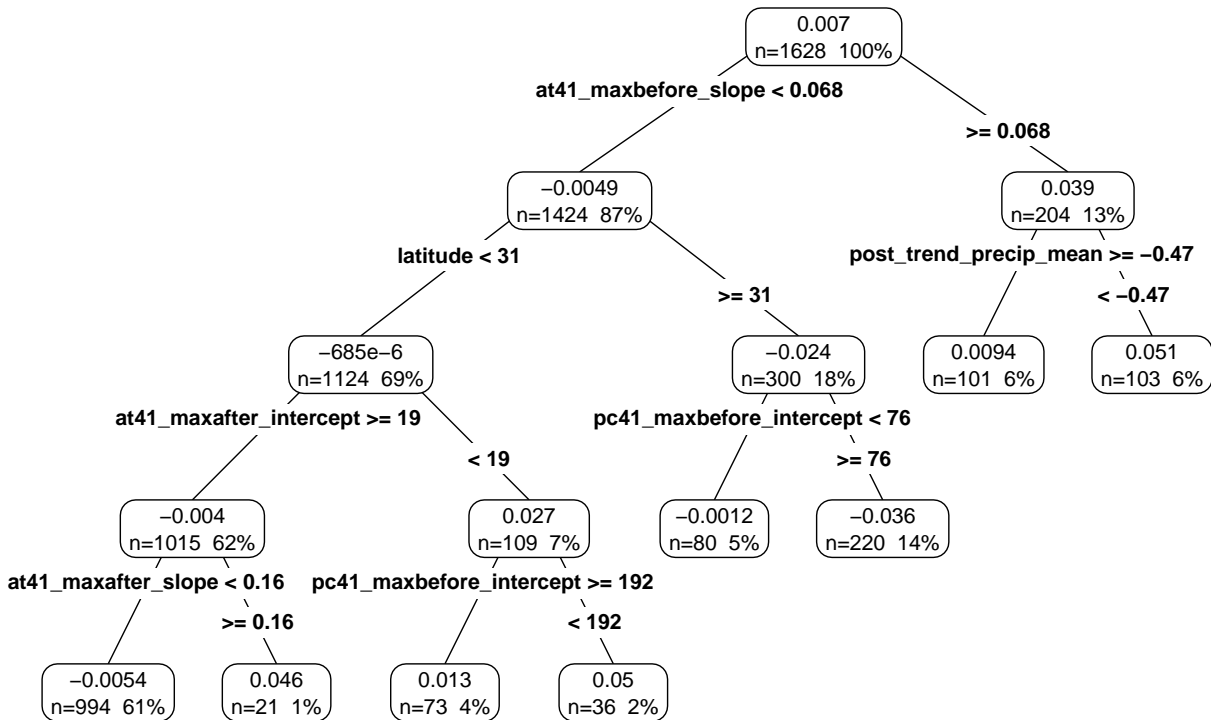 0.007
n=1628 100%
at41_maxbefore_slope < 0.068
>= 0.068
−0.0049
n=1424 87%
0.039
n=204 13%
latitude < 31
>= 31
post_trend_precip_mean >= −0.47
< −0.47
−685e−6
n=1124 69%
−0.024
n=300 18%
0.0094
n=101 6%
0.051
n=103 6%
at41_maxafter_intercept >= 19
< 19
pc41_maxbefore_intercept < 76
>= 76
−0.004
n=1015 62%
0.027
n=109 7%
−0.0012
n=80 5%
−0.036
n=220 14%
at41_maxafter_slope < 0.16
>= 0.16
pc41_maxbefore_intercept >= 192
< 192
−0.0054
n=994 61%
0.046
n=21 1%
0.013
n=73 4%
0.05
n=36 2%